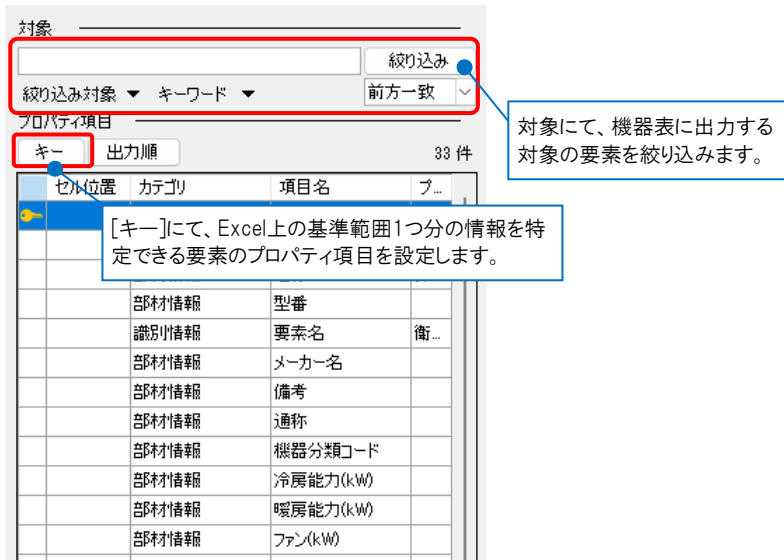 対象
絞り込み
絞り込み対象 ▼ キーワード ▼
前方一致
対象にて、機器表に出力する
対象の要素を絞り込みます。
プロパティ項目
キー 出力順 33 件
セル位置 カテゴリ 項目名 プ...
[キー]にて、Excel上の基準範囲1つ分の情報を特
定できる要素のプロパティ項目を設定します。
部材情報 型番
識別情報 要素名 衛...
部材情報 メーカー名
部材情報 備考
部材情報 通称
部材情報 機器分類コード
部材情報 冷房能力(kW)
部材情報 暖房能力(kW)
部材情報 ファン(kW)